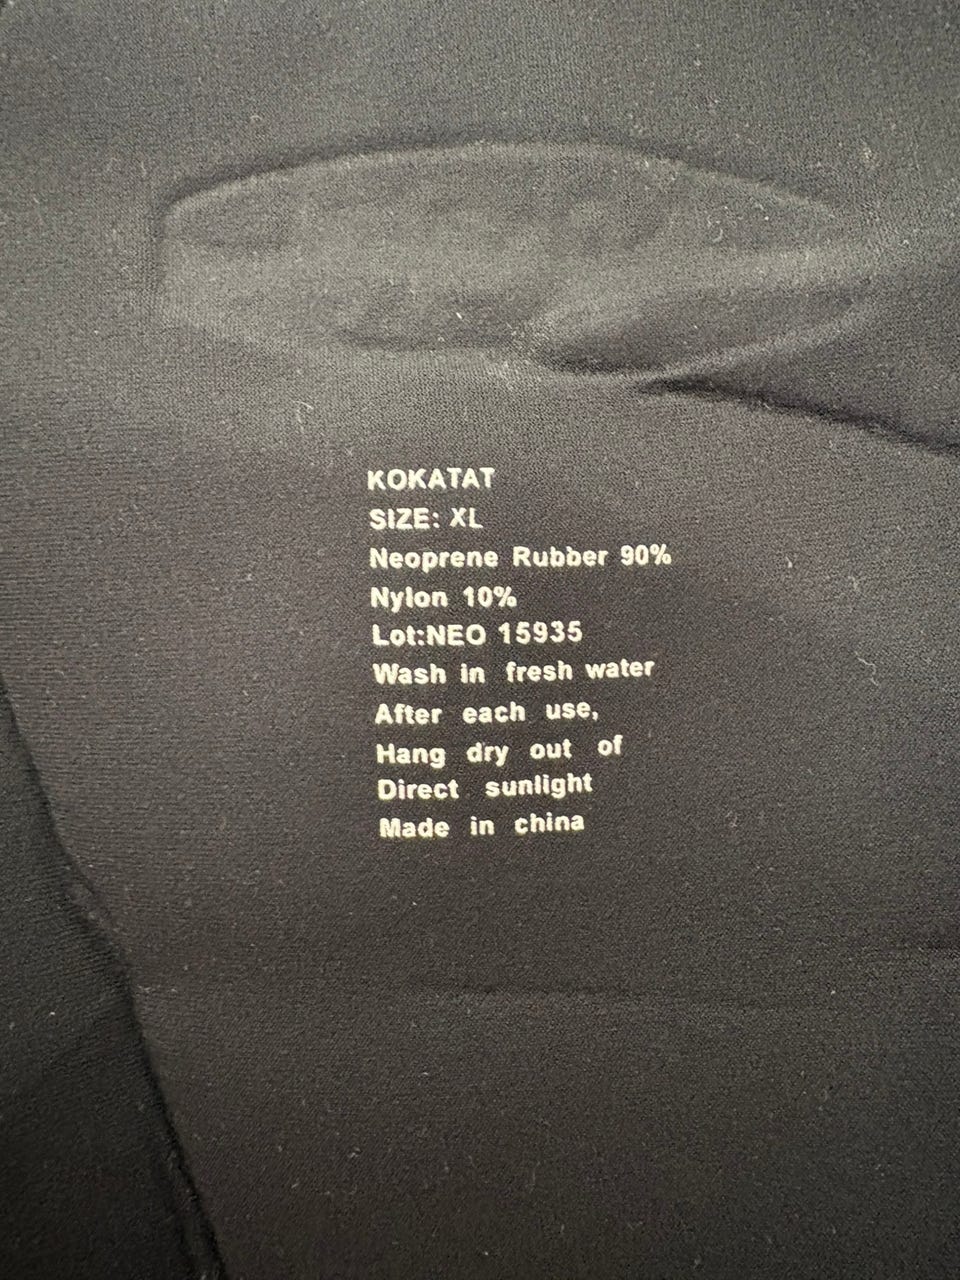 KOKATAT
SIZE: XL
Neoprene Rubber 90%
Nylon 10%
Lot:NEO 15935
Wash in fresh water
After each use,
Hang dry out of
Direct sunlight
Made in china